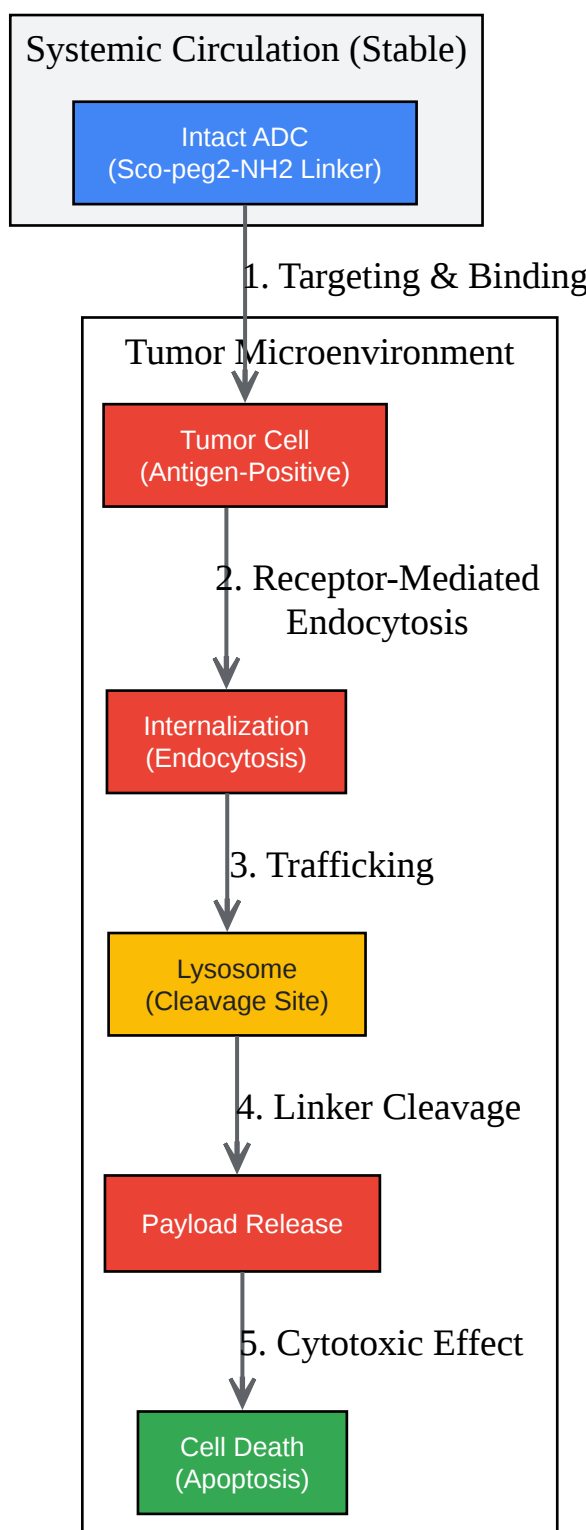 Systemic Circulation (Stable)
Intact ADC
(Sco-peg2-NH2 Linker)
1. Targeting & Binding
Tumor Microenvironment
Tumor Cell
(Antigen-Positive)
2. Receptor-Mediated
Endocytosis
Internalization
(Endocytosis)
3. Trafficking
Lysosome
(Cleavage Site)
4. Linker Cleavage
Payload Release
5. Cytotoxic Effect
Cell Death
(Apoptosis)